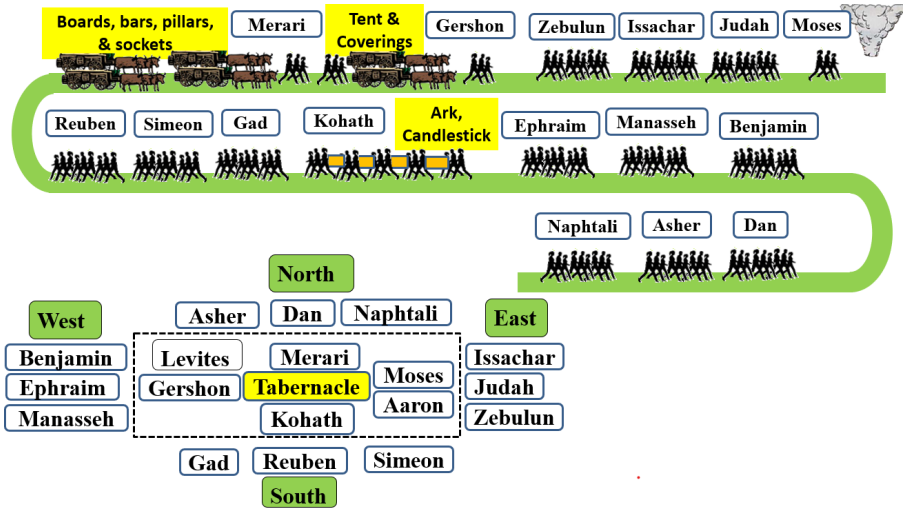 Boards, bars, pillars,
& sockets
Merari
Tent &
Coverings
Gershon
Zebulun
Issachar
Judah
Moses
Reuben
Simeon
Gad
Kohath
Ark,
Candlestick
Ephraim
Manasseh
Benjamin
Naphtali
Asher
Dan
North
West
East
Asher
Dan
Naphtali
Benjamin
Ephraim
Manasseh
Levites
Gershon
Merari
Tabernacle
Kohath
Moses
Aaron
Issachar
Judah
Zebulun
Gad
Reuben
Simeon
South